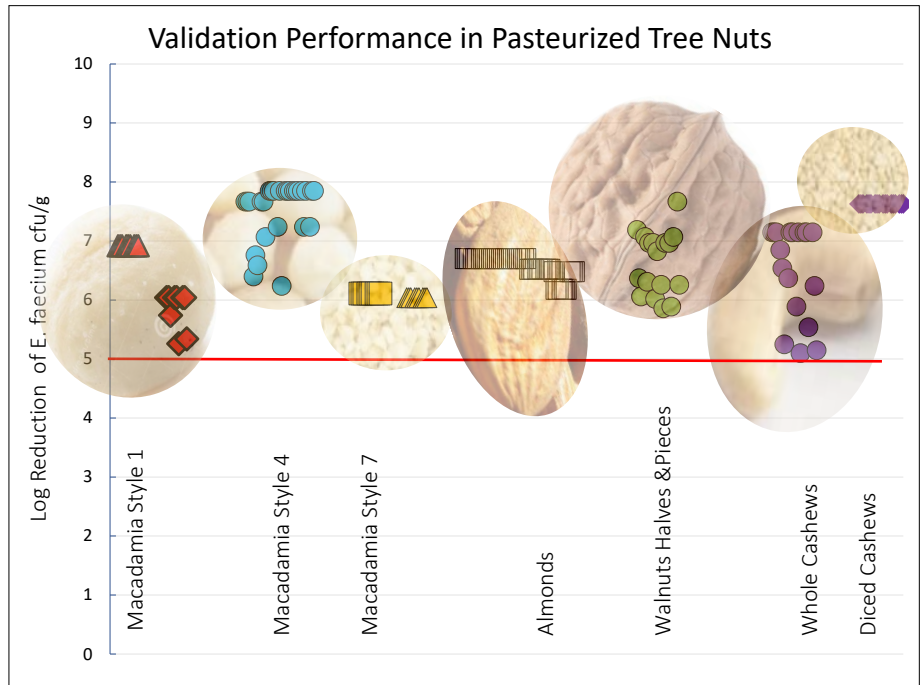 Validation Performance in Pasteurized Tree Nuts
Log Reduction of E. faecium cfu/g
10
9
8
7
6
5
4
3
2
1
0
Macadamia Style 1
Macadamia Style 4
Macadamia Style 7
Almonds
Walnuts Halves &Pieces
Whole Cashews
Diced Cashews